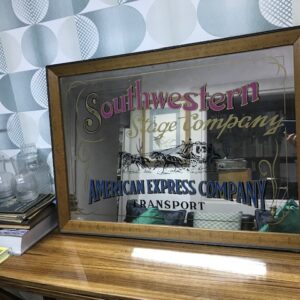 Southwestern
Stage Company
AMERICAN EXPRESS COMPANY
TRANSPORT